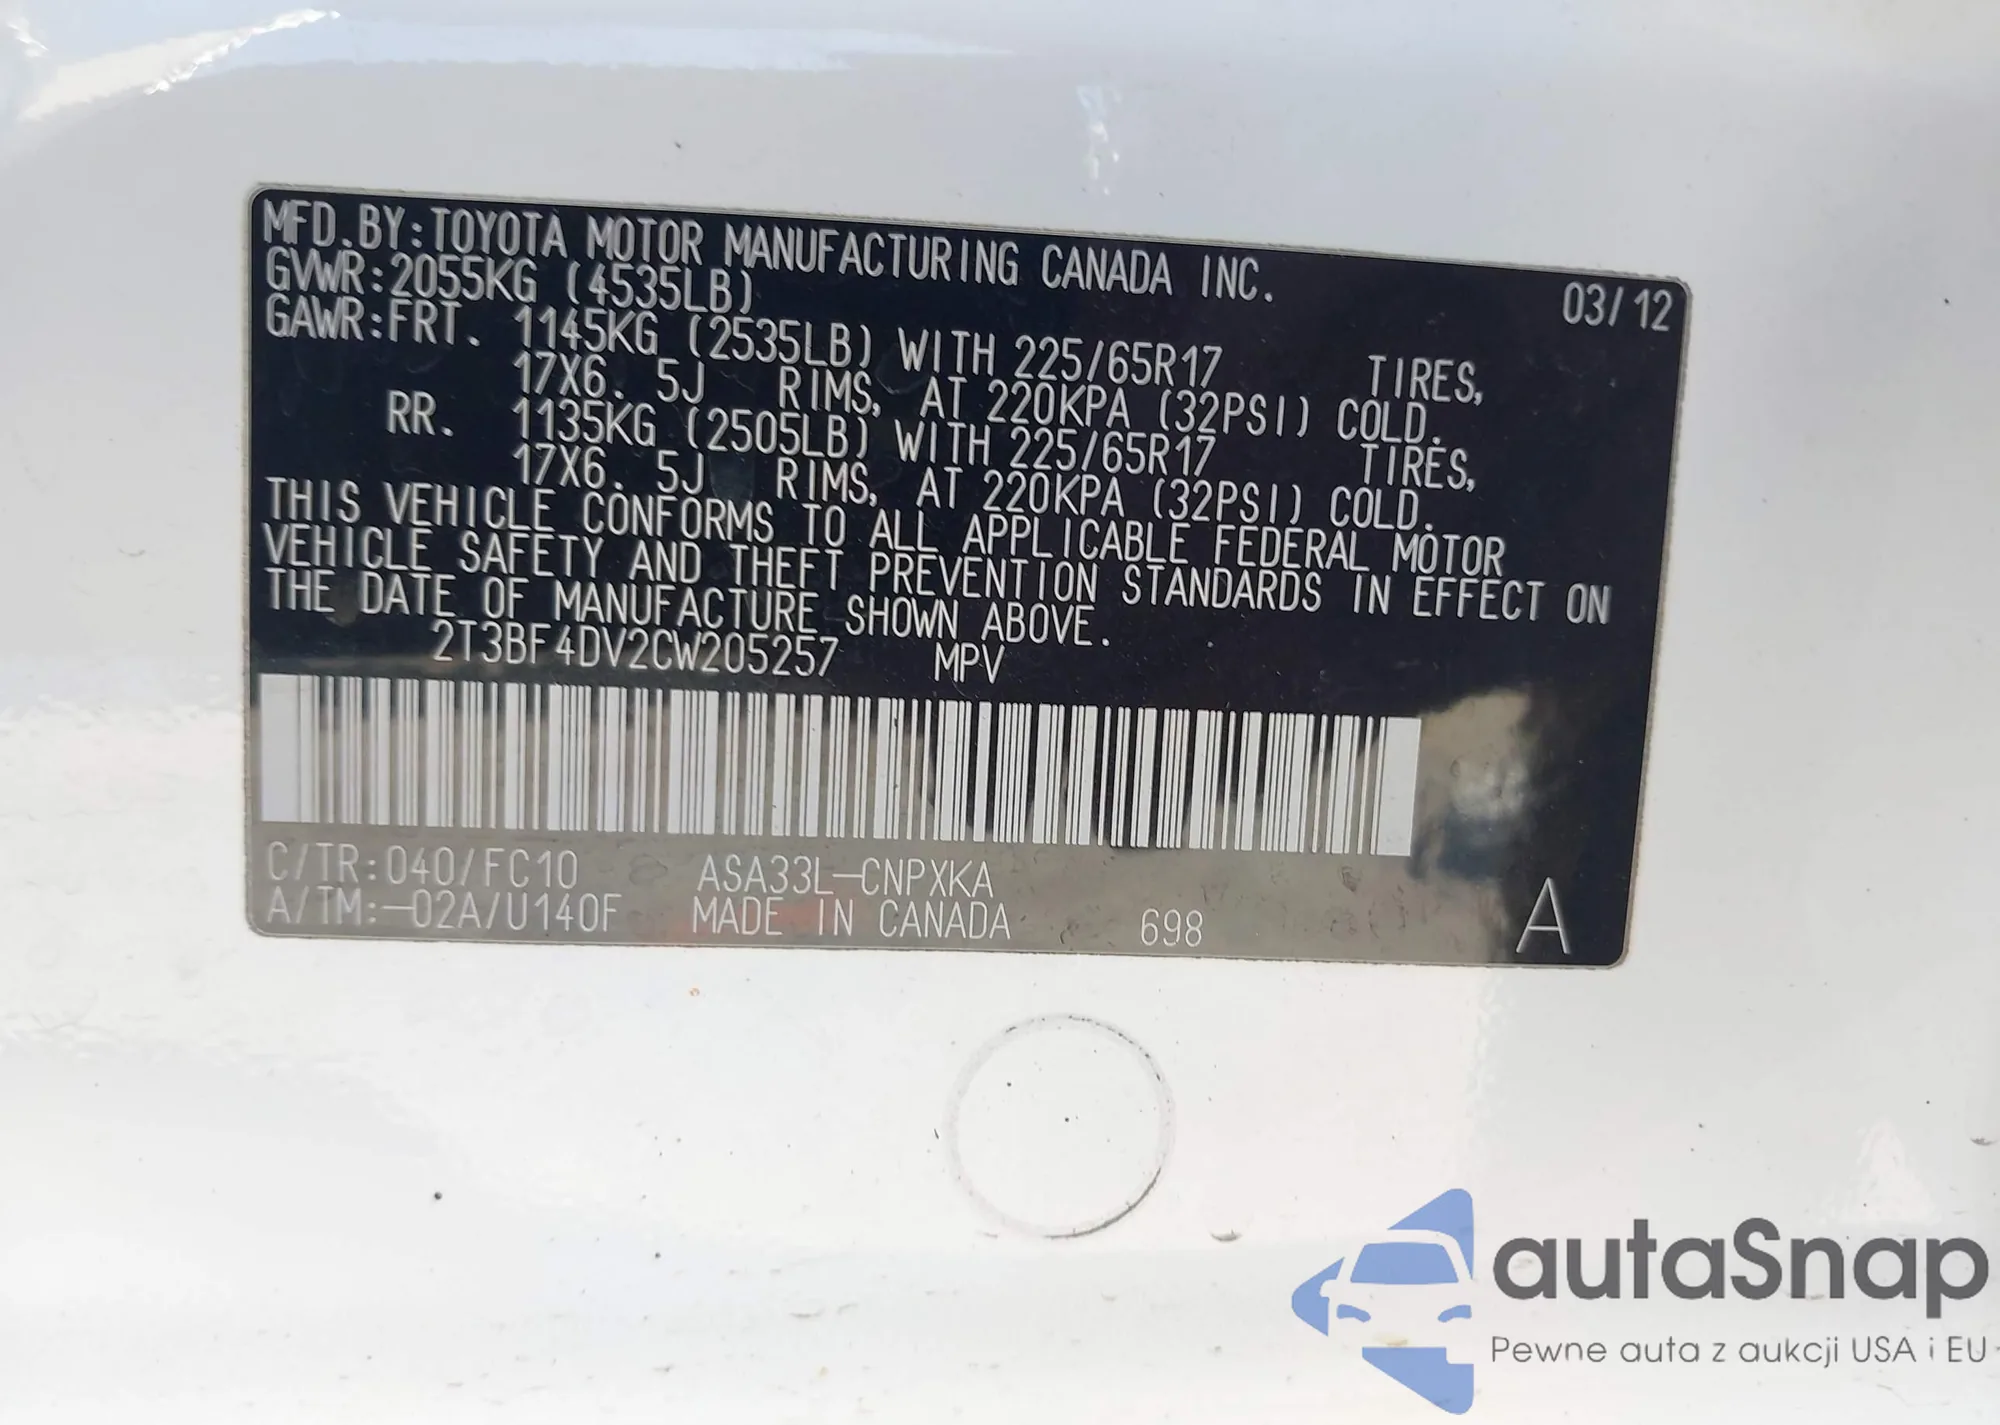 MFD.BY:TOYOTA MOTOR MANUFACTURING CANADA INC.
GVWR:2055KG (4535LB) 03/12
GAWR:FRT. 1145KG (2535LB) WITH 225/65R17 TIRES,
17X6.5J RIMS, AT 220KPA (32PSI) COLD.
RR. 1135KG (2505LB) WITH 225/65R17 TIRES,
17X6.5J RIMS, AT 220KPA (32PSI) COLD.
THIS VEHICLE CONFORMS TO ALL APPLICABLE FEDERAL MOTOR
VEHICLE SAFETY AND THEFT PREVENTION STANDARDS IN EFFECT ON
THE DATE OF MANUFACTURE SHOWN ABOVE.
2T3BF4DV2CW205257 MPV
C/TR:040/FC10 ASA33L-CNPXKA
A/TM:-02A/U140F MADE IN CANADA 698 A
autaSnap
Pewne auta z aukcji USA i EU